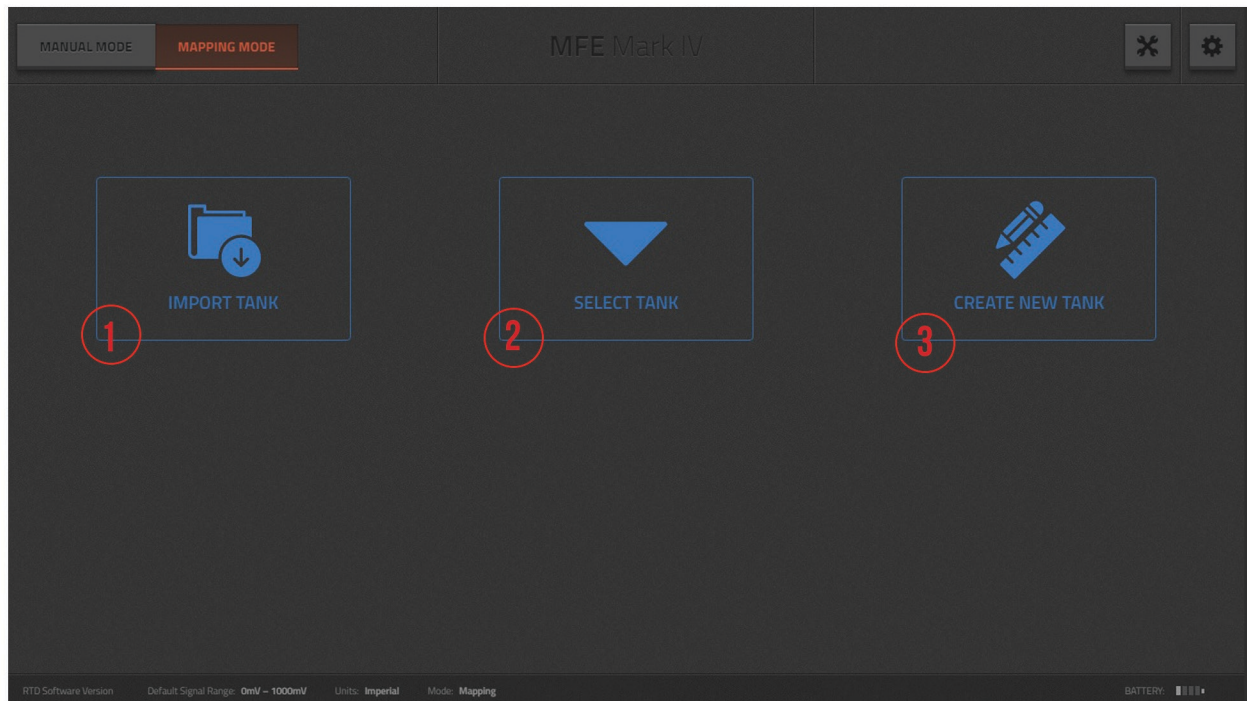 MANUAL MODE
MAPPING MODE
MFE Mark IV
IMPORT TANK
SELECT TANK
CREATE NEW TANK
1
2
3
RTD Software Version Default Signal Range: 0mV – 1000mV Units: Imperial Mode: Mapping BATTERY: